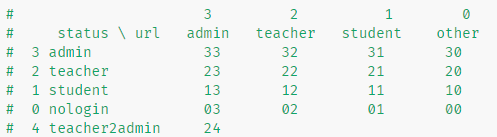 #                        3       2       1       0
#     status \ url   admin  teacher  student   other
#  3 admin             33      32      31      30
#  2 teacher           23      22      21      20
#  1 student           13      12      11      10
#  0 nologin           03      02      01      00
#  4 teacher2admin     24